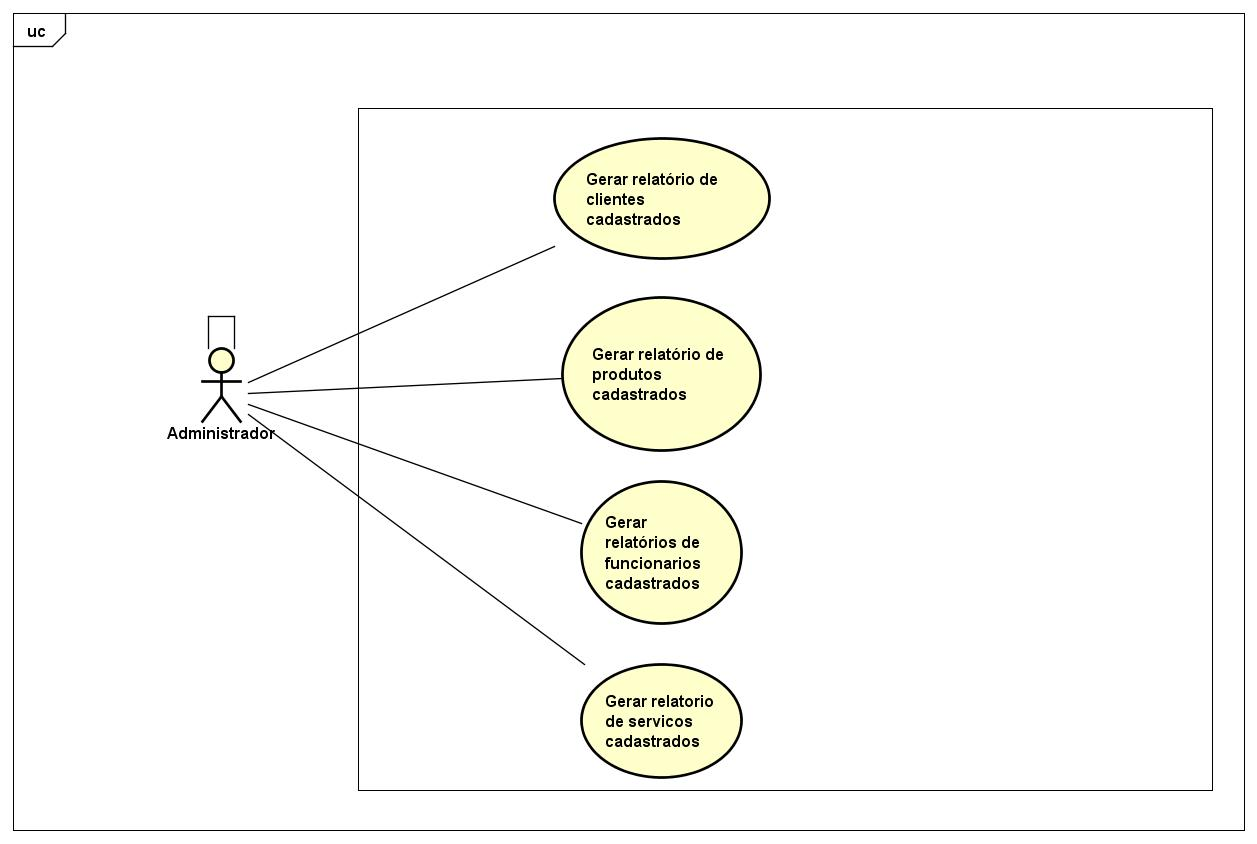 uc
Gerar relatório de
clientes
cadastrados
Gerar relatório de
produtos
cadastrados
Administrador
Gerar
relatórios de
funcionarios
cadastrados
Gerar relatorio
de servicos
cadastrados